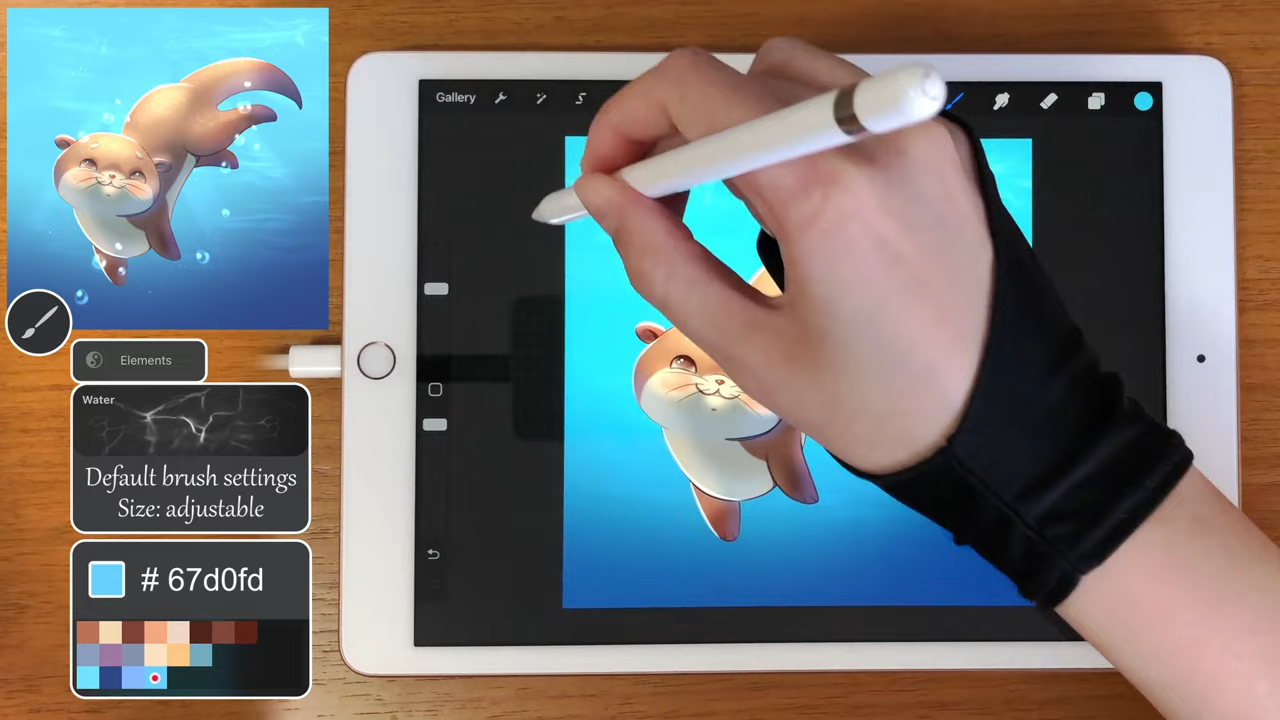 Gallery
Elements
Water
Default brush settings
Size: adjustable
# 67d0fd